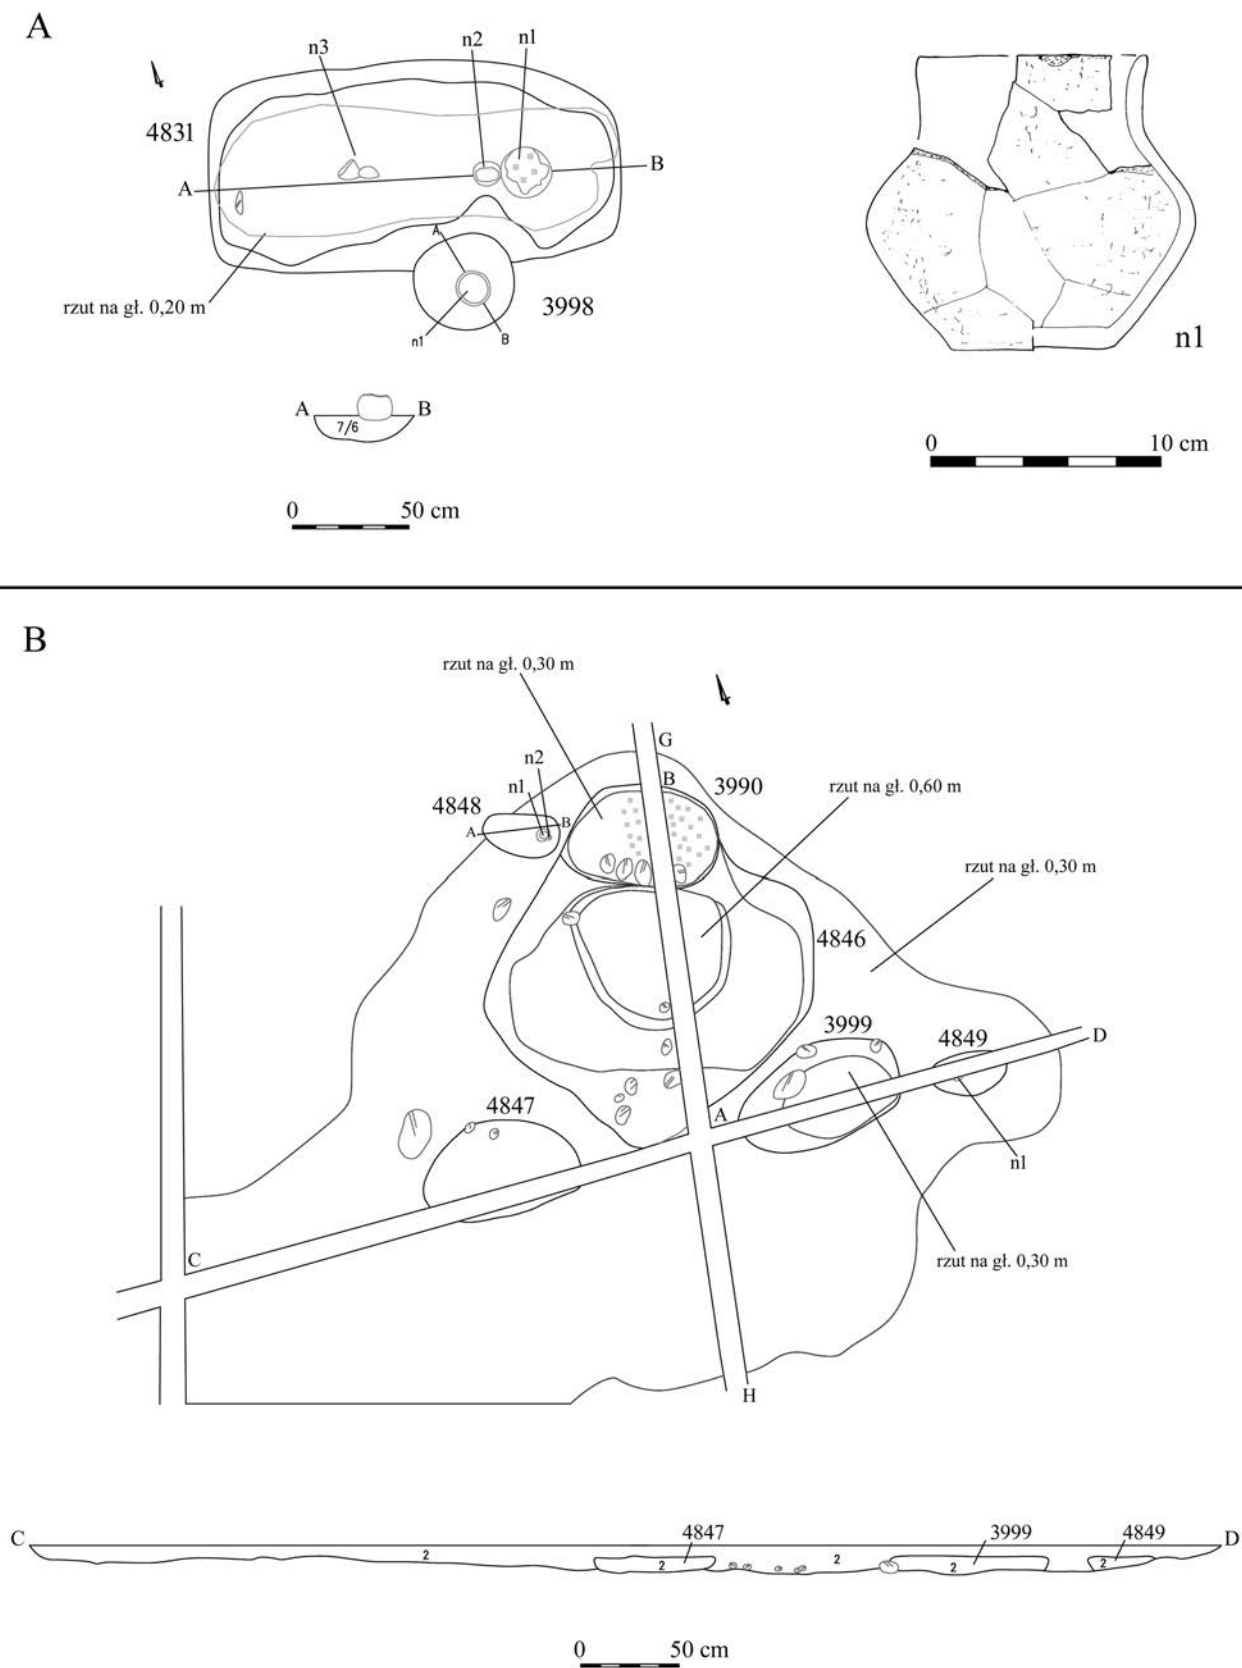 A
n3
n2
n1
4831
A
B
A
rzut na gł. 0,20 m
3998
n1
B
n1
A
B
7/6
0
10 cm
0
50 cm
B
rzut na gł. 0,30 m
G
n2
B
3990
n1
rzut na gł. 0,60 m
4848
A
B
rzut na gł. 0,30 m
4846
3999
4849
D
4847
A
n1
C
rzut na gł. 0,30 m
H
C
4847
3999
4849
D
2
2
2
2
2
0
50 cm